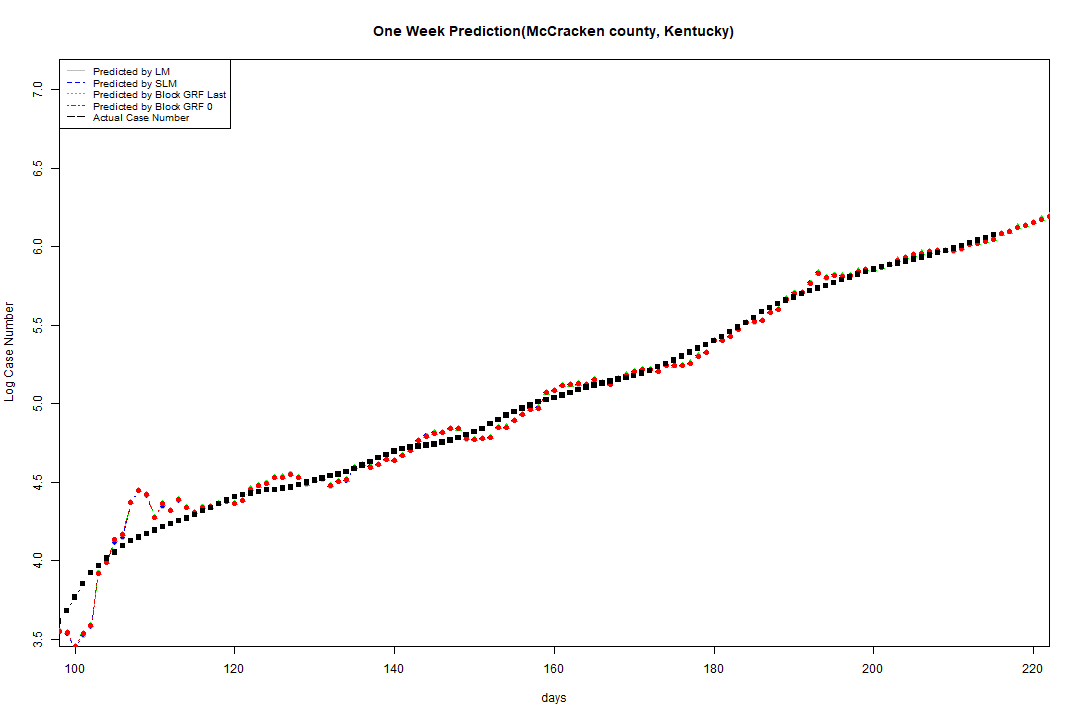 One Week Prediction(McCracken county, Kentucky)
Predicted by LM
Predicted by SLM
Predicted by Block GRF Last
Predicted by Block GRF 0
Actual Case Number
7.0
6.5
6.0
5.5
5.0
4.5
4.0
3.5
Log Case Number
100 120 140 160 180 200 220
days